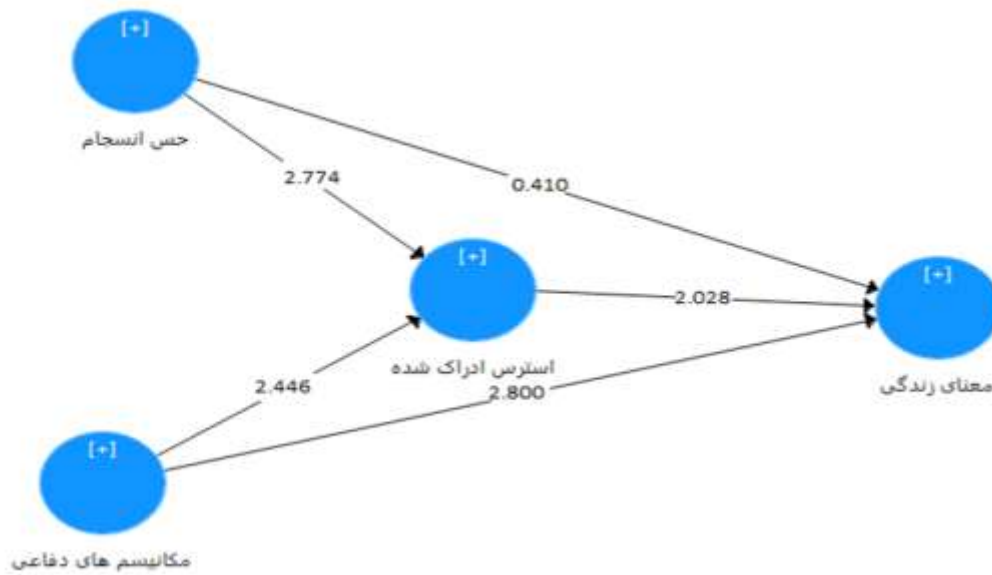 [+]
حس انسجام
2.774
0.410
[+]
استرس ادراک شده
2.028
[+]
معنای زندگی
2.446
2.800
[+]
مکانیسم های دفاعی